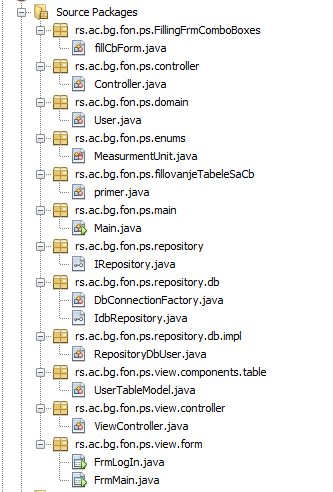 Source Packages
rs.ac.bg.fon.ps.FillingFrmComboBoxes
fillCbForm.java
rs.ac.bg.fon.ps.controller
Controller.java
rs.ac.bg.fon.ps.domain
User.java
rs.ac.bg.fon.ps.enums
MeasurmentUnit.java
rs.ac.bg.fon.ps.fillovanjeTabeleSaCb
primer.java
rs.ac.bg.fon.ps.main
Main.java
rs.ac.bg.fon.ps.repository
IRepository.java
rs.ac.bg.fon.ps.repository.db
DbConnectionFactory.java
IdbRepository.java
rs.ac.bg.fon.ps.repository.db.impl
RepositoryDbUser.java
rs.ac.bg.fon.ps.view.components.table
UserTableModel.java
rs.ac.bg.fon.ps.view.controller
ViewController.java
rs.ac.bg.fon.ps.view.form
FrmLogIn.java
FrmMain.java